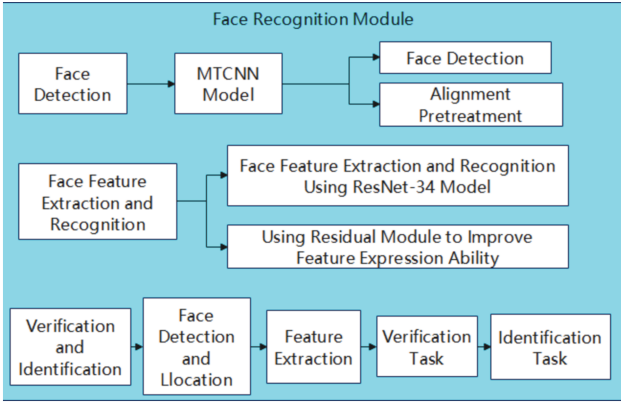 Face Recognition Module
Face
Detection
MTCNN
Model
Face Detection
Alignment
Pretreatment
Face Feature
Extraction and
Recognition
Face Feature Extraction and Recognition
Using ResNet-34 Model
Using Residual Module to Improve
Feature Expression Ability
Verification
and
Identification
Face
Detection
and
Llocation
Feature
Extraction
Verification
Task
Identification
Task